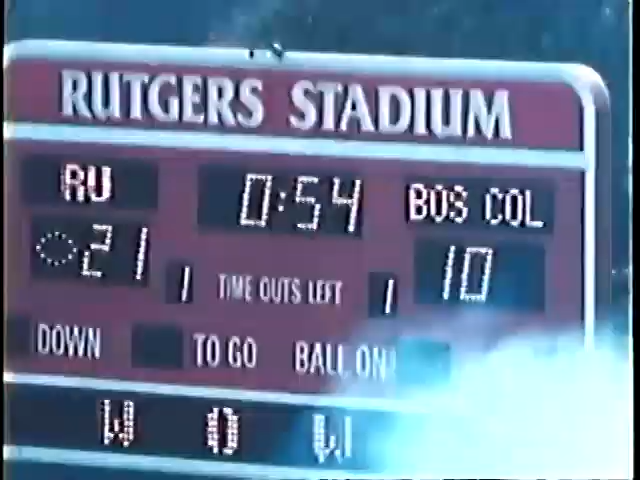 RUTGERS STADIUM
RU 0:54 BOS COL
21 1 TIME OUTS LEFT 1 10
DOWN TO GO BALL ON
W O W